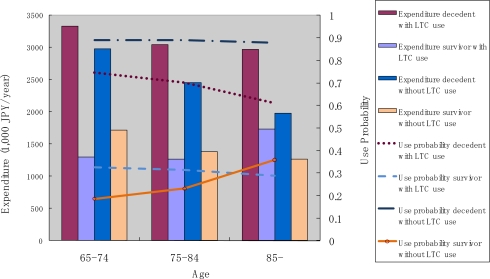 3500
3000
2500
2000
1500
1000
500
0
Expenditure (1,000 JPY/year)
1
0.9
0.8
0.7
0.6
0.5
0.4
0.3
0.2
0.1
0
Use Probability
65-74
75-84
85-
Age
Expenditure decedent
with LTC use
Expenditure survivor with
LTC use
Expenditure decedent
without LTC use
Expenditure survivor
without LTC use
Use probability decedent
with LTC use
Use probability survivor
with LTC use
Use probability decedent
without LTC use
Use probability survivor
without LTC use